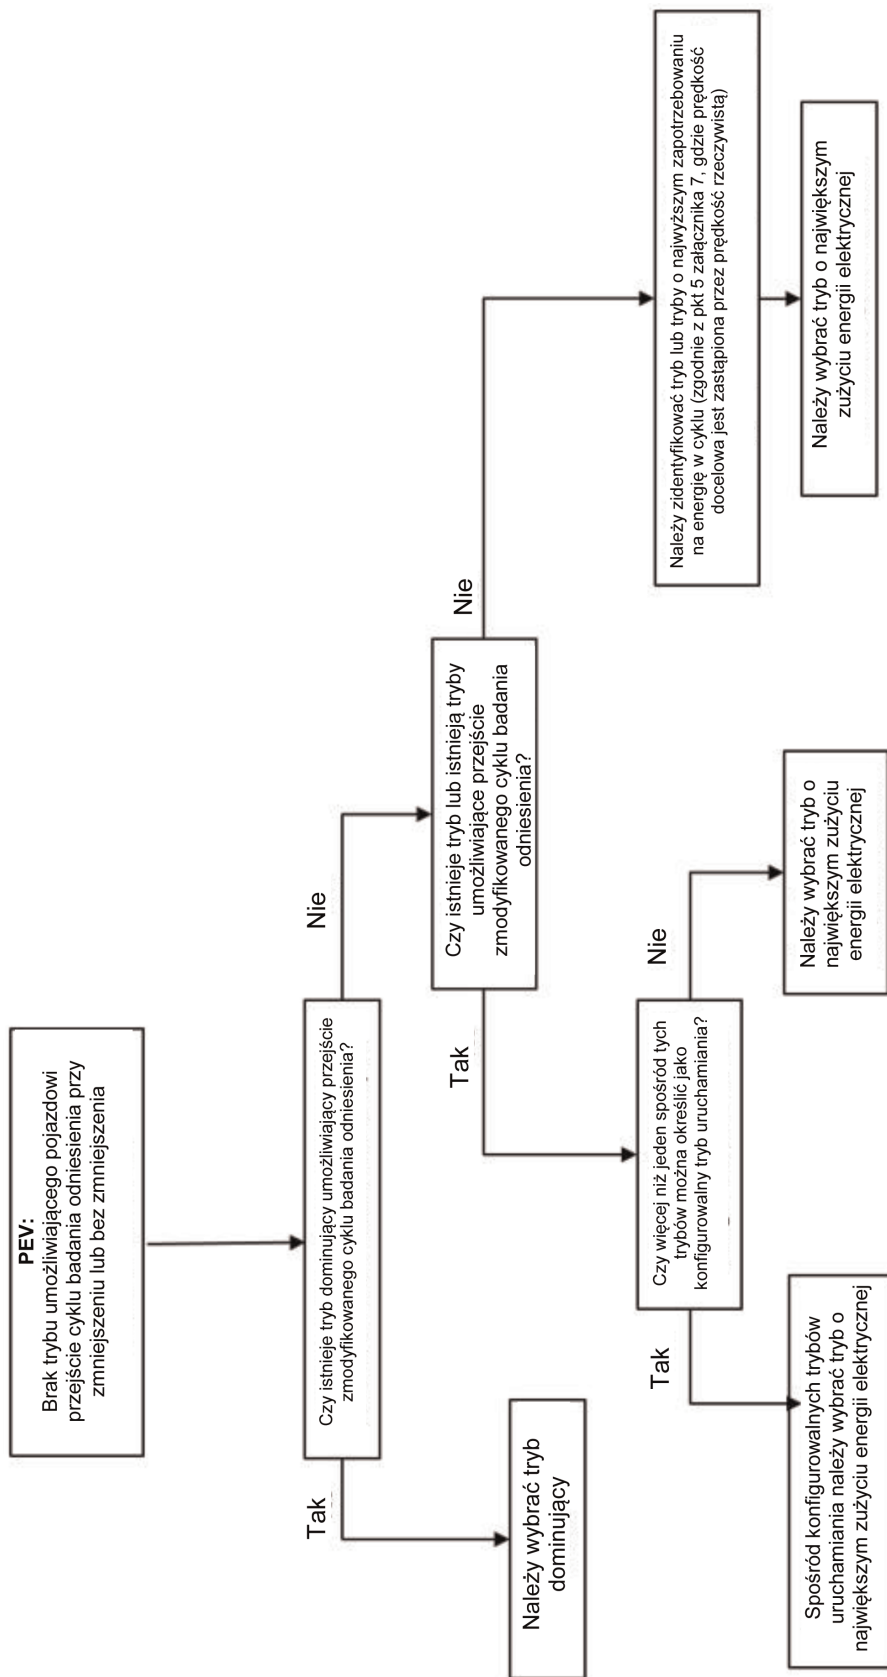 PEV:
Brak trybu umożliwiającego pojazdowi
przejście cyklu badania odniesienia przy
zmniejszeniu lub bez zmniejszenia
Czy istnieje tryb dominujący umożliwiający przejście
zmodyfikowanego cyklu badania odniesienia?
Tak
Nie
Należy wybrać tryb
dominujący
Czy istnieje tryb lub istnieją tryby
umożliwiające przejście
zmodyfikowanego cyklu badania
odniesienia?
Tak
Nie
Czy więcej niż jeden spośród tych
trybów można określić jako
konfigurowalny tryb uruchamiania?
Należy zidentyfikować tryb lub tryby o najwyższym zapotrzebowaniu
na energię w cyklu (zgodnie z pkt 5 załącznika 7, gdzie prędkość
docelowa jest zastąpiona przez prędkość rzeczywistą)
Tak
Nie
Spośród konfigurowalnych trybów
uruchamiania należy wybrać tryb o
największym zużyciu energii elektrycznej
Należy wybrać tryb o
największym zużyciu
energii elektrycznej
Należy wybrać tryb o największym
zużyciu energii elektrycznej